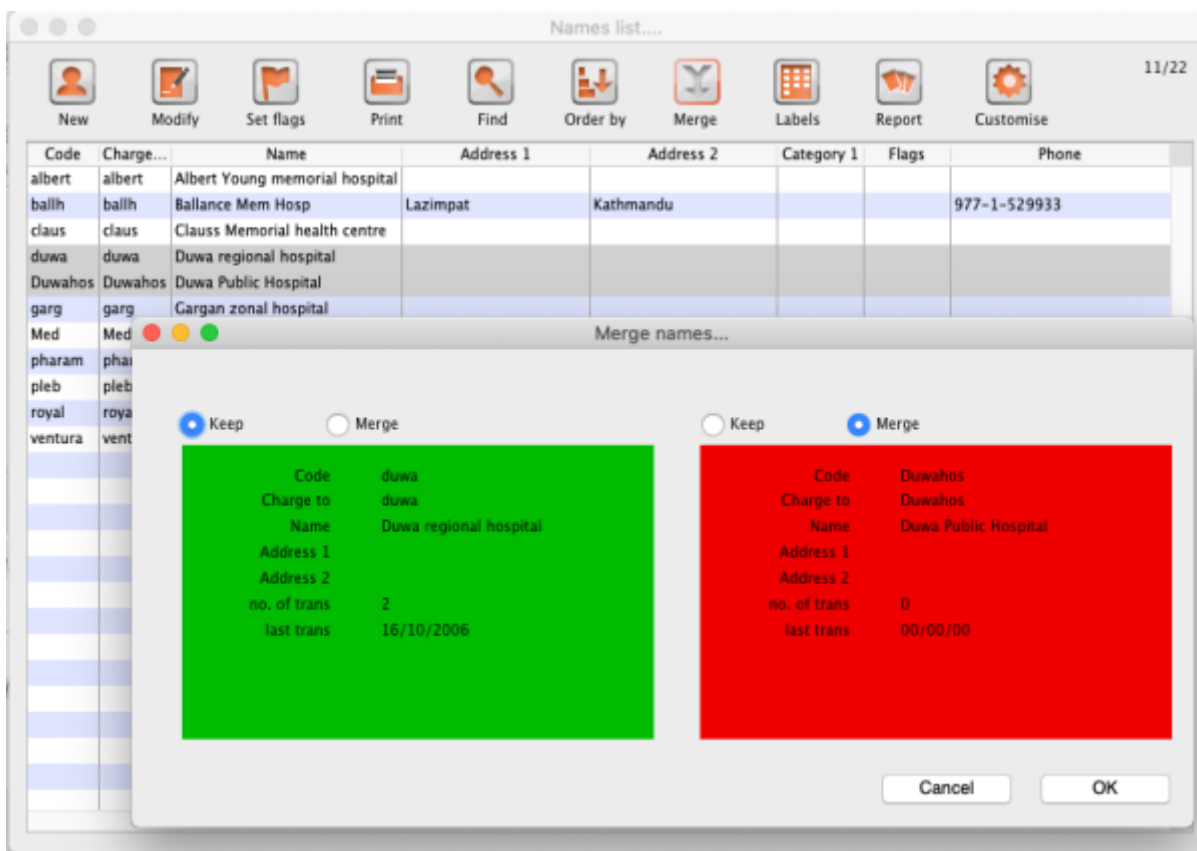 Names list....
11/22
New Modify Set flags Print Find Order by Merge Labels Report Customise
Code Charge... Name Address 1 Address 2 Category 1 Flags Phone
albert albert Albert Young memorial hospital
ballh ballh Ballance Mem Hosp Lazimpat Kathmandu 977-1-529933
claus claus Clauss Memorial health centre
duwa duwa Duwa regional hospital
Duwahos Duwahos Duwa Public Hospital
garg garg Gargan zonal hospital
Med Med
pharam phar
pleb pleb
royal roya
ventura vent
Merge names...
Keep Merge
Code duwa
Charge to duwa
Name Duwa regional hospital
Address 1
Address 2
no. of trans 2
last trans 16/10/2006
Keep Merge
Code Duwahos
Charge to Duwahos
Name Duwa Public Hospital
Address 1
Address 2
no. of trans 0
last trans 00/00/00
Cancel OK